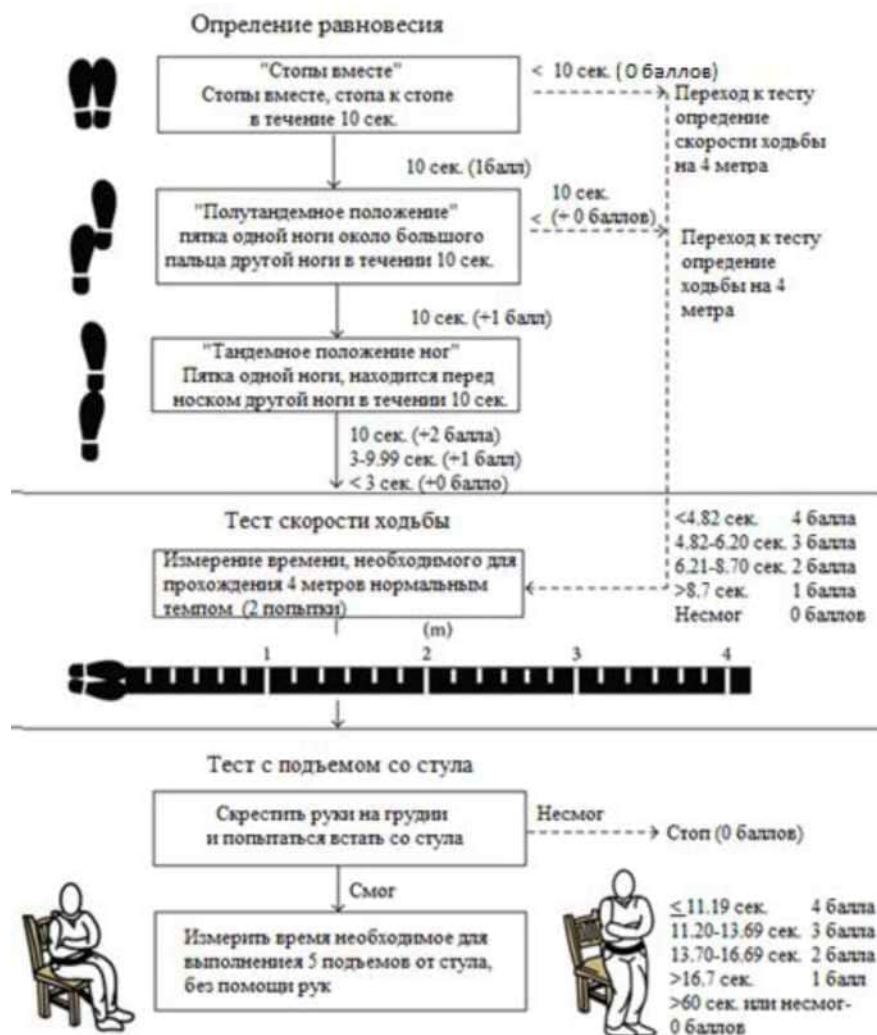 Опреление равновесия
"Стопы вместе"
Стопы вместе, стопа к стопе
в течение 10 сек.
< 10 сек. (0 баллов)
Переход к тесту
опредение
скорости ходьбы
на 4 метра
10 сек. (1балл)
"Полутандемное положение"
пятка одной ноги около большого
пальца другой ноги в течении 10 сек.
10 сек.
< (+ 0 баллов)
Переход к тесту
опредение
ходьбы на 4
метра
10 сек. (+1 балл)
"Тандемное положение ног"
Пятка одной ноги, находится перед
носком другой ноги в течении 10 сек.
10 сек. (+2 балла)
3-9.99 сек. (+1 балл)
< 3 сек. (+0 балло)
Тест скорости ходьбы
Измерение времени, необходимого для
прохождения 4 метров нормальным
темпом (2 попытки)
<4.82 сек. 4 балла
4.82-6.20 сек. 3 балла
6.21-8.70 сек. 2 балла
>8.7 сек. 1 балла
Несмог 0 баллов
(m)
1 2 3 4
Тест с подъемом со стула
Скрестить руки на грудии
и попытаться встать со стула
Несмог
Стоп (0 баллов)
Смог
Измерить время необходимое для
выполнениея 5 подъемов от стула,
без помощи рук
≤11.19 сек. 4 балла
11.20-13.69 сек. 3 балла
13.70-16.69 сек. 2 балла
>16.7 сек. 1 балл
>60 сек. или несмог-
0 баллов